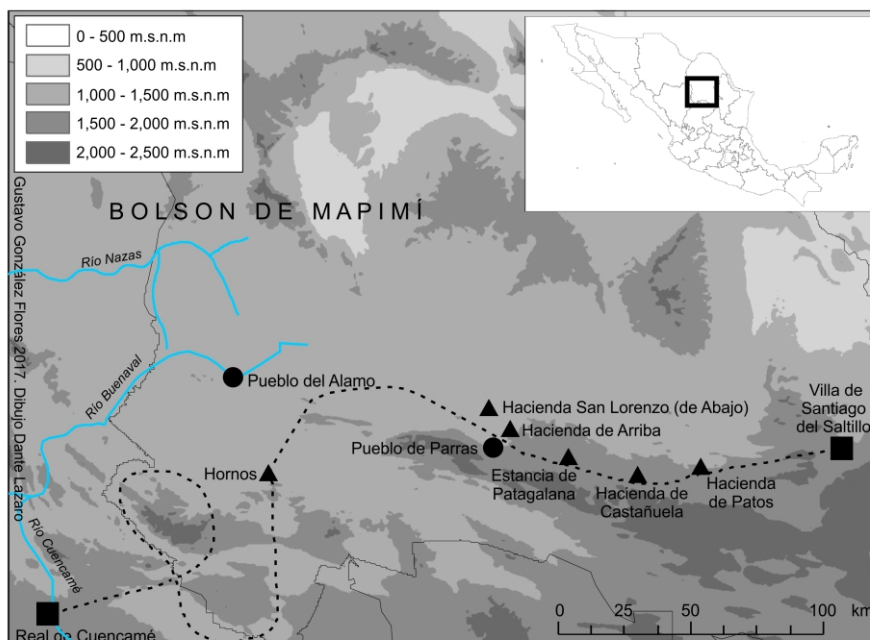 0 - 500 m.s.n.m
500 - 1,000 m.s.n.m
1,000 - 1,500 m.s.n.m
1,500 - 2,000 m.s.n.m
2,000 - 2,500 m.s.n.m
Gustavo González Flores 2017. Dibujo Dante Lazaro
BOLSON DE MAPIMÍ
Río Nazas
Río Buenaval
Pueblo del Alamo
Hacienda San Lorenzo (de Abajo)
Hacienda de Arriba
Pueblo de Parras
Villa de
Santiago
del Saltillo
Hornos
Estancia de
Patagalana
Hacienda de
Castañuela
Hacienda
de Patos
Río Cuencamé
Real de Cuencamé
0 25 50 100 km